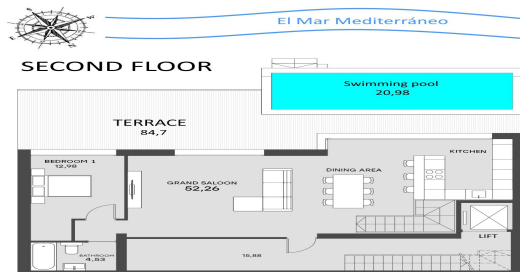 El Mar Mediterráneo
SECOND FLOOR
Swimming pool
20,98
TERRACE
84,7
KITCHEN
BEDROOM 1
12,98
DINING AREA
GRAND SALOON
52,26
LIFT
BATHROOM
4,53
15,88